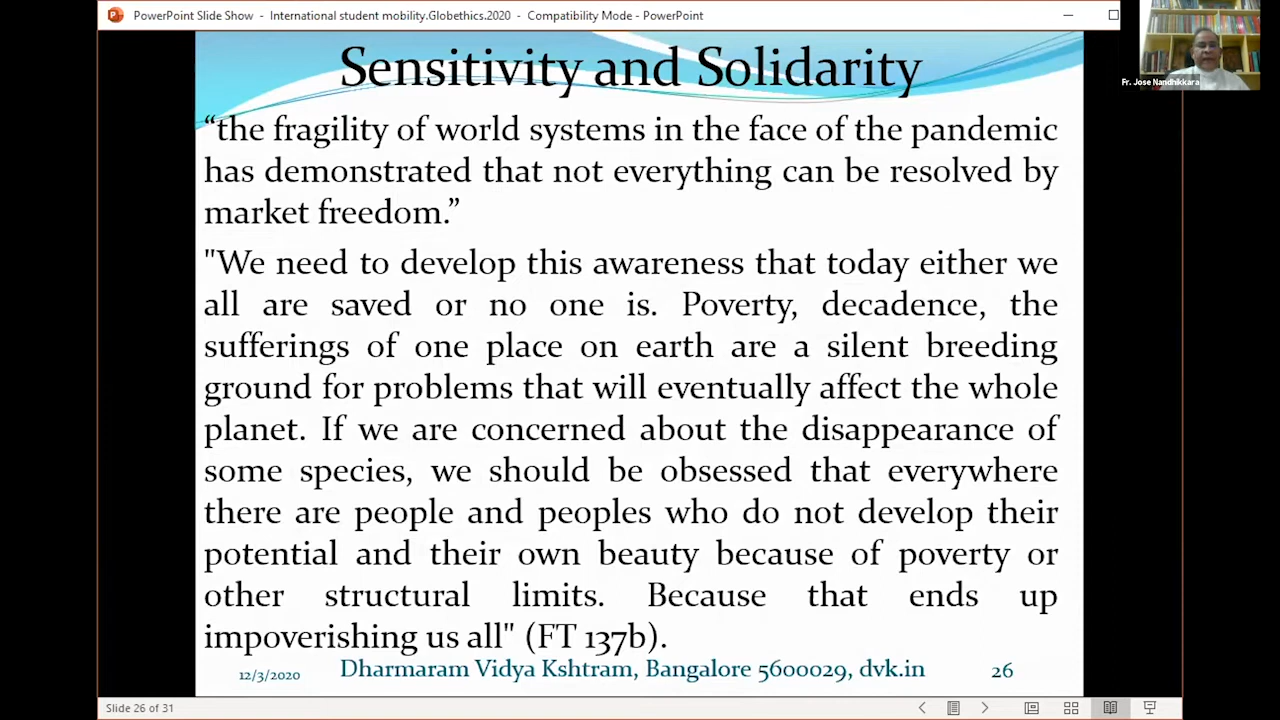 PowerPoint Slide Show - International student mobility.Globethics.2020 - Compatibility Mode - PowerPoint
Fr. Jose Nandhikkara
Sensitivity and Solidarity
“the fragility of world systems in the face of the pandemic
has demonstrated that not everything can be resolved by
market freedom.”
"We need to develop this awareness that today either we
all are saved or no one is. Poverty, decadence, the
sufferings of one place on earth are a silent breeding
ground for problems that will eventually affect the whole
planet. If we are concerned about the disappearance of
some species, we should be obsessed that everywhere
there are people and peoples who do not develop their
potential and their own beauty because of poverty or
other structural limits. Because that ends up
impoverishing us all" (FT 137b).
12/3/2020 Dharmaram Vidya Kshtram, Bangalore 5600029, dvk.in 26
Slide 26 of 31